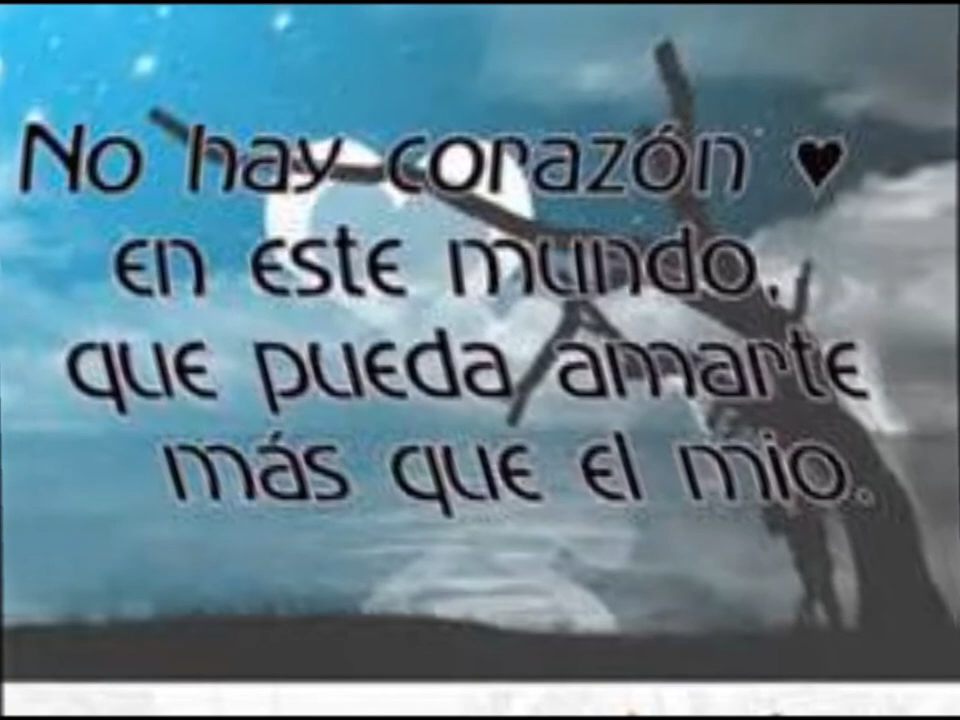 No hay corazón ♥
en este mundo,
que pueda amarte
más que el mio.